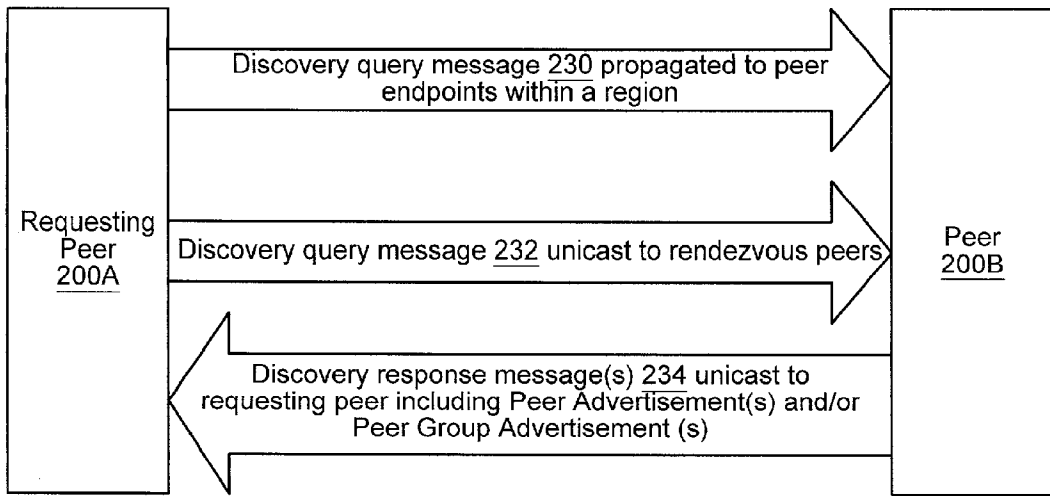 Discovery query message 230 propagated to peer
endpoints within a region
Requesting
Peer
200A
Discovery query message 232 unicast to rendezvous peers
Peer
200B
Discovery response message(s) 234 unicast to
requesting peer including Peer Advertisement(s) and/or
Peer Group Advertisement (s)